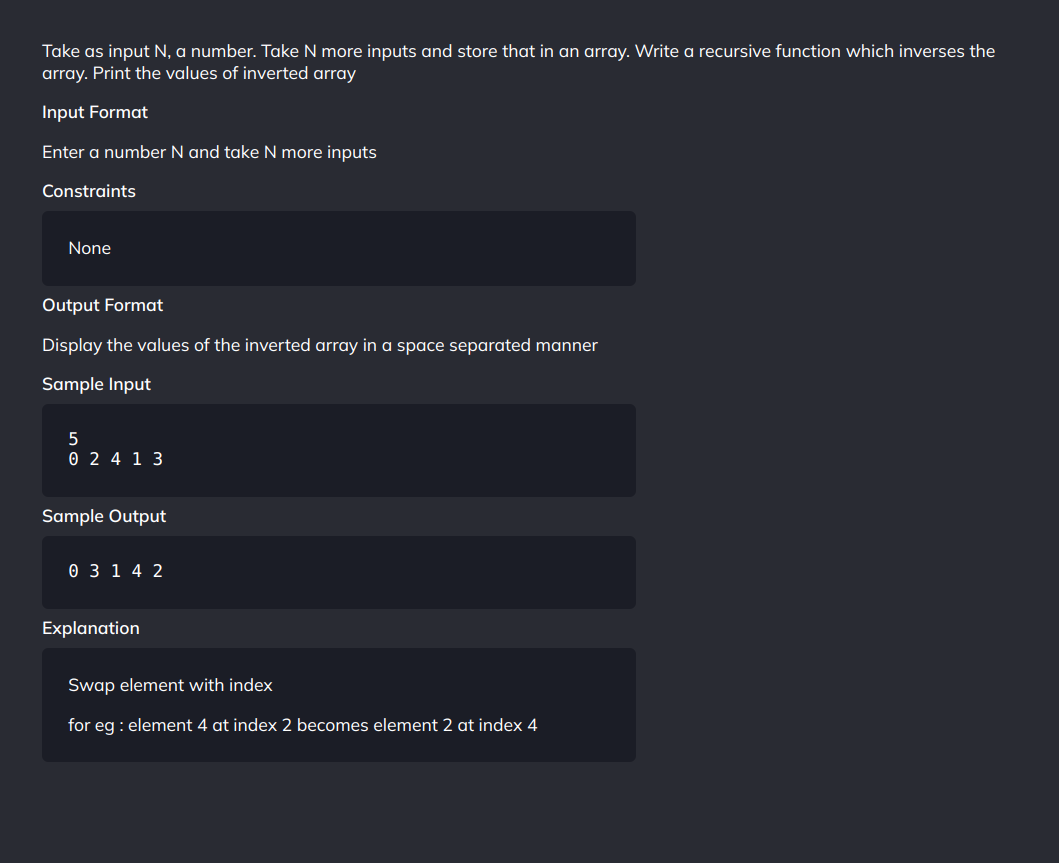 Take as input N, a number. Take N more inputs and store that in an array. Write a recursive function which inverses the
array. Print the values of inverted array
Input Format
Enter a number N and take N more inputs
Constraints
None
Output Format
Display the values of the inverted array in a space separated manner
Sample Input
5
0 2 4 1 3
Sample Output
0 3 1 4 2
Explanation
Swap element with index
for eg : element 4 at index 2 becomes element 2 at index 4